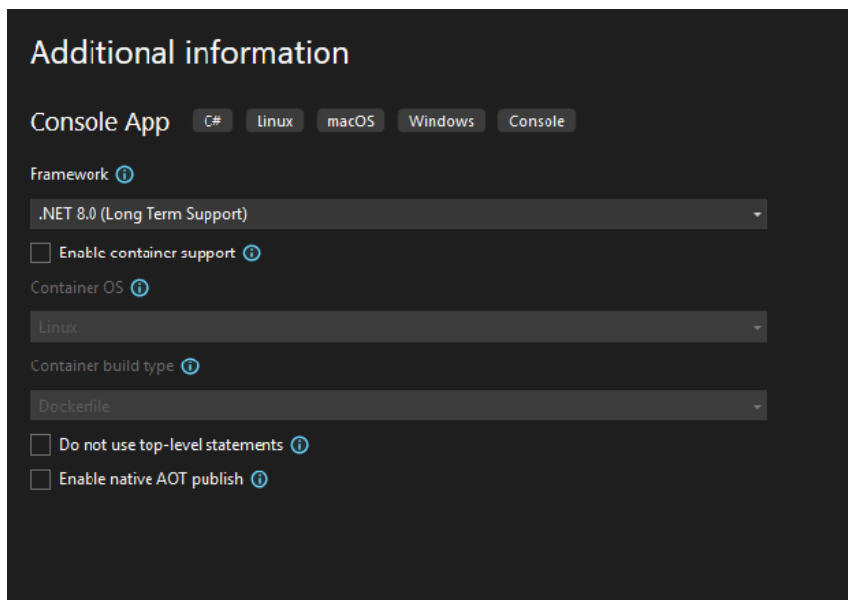 Additional information
Console App C# Linux macOS Windows Console
Framework
.NET 8.0 (Long Term Support)
Enable container support
Container OS
Linux
Container build type
Dockerfile
Do not use top-level statements
Enable native AOT publish